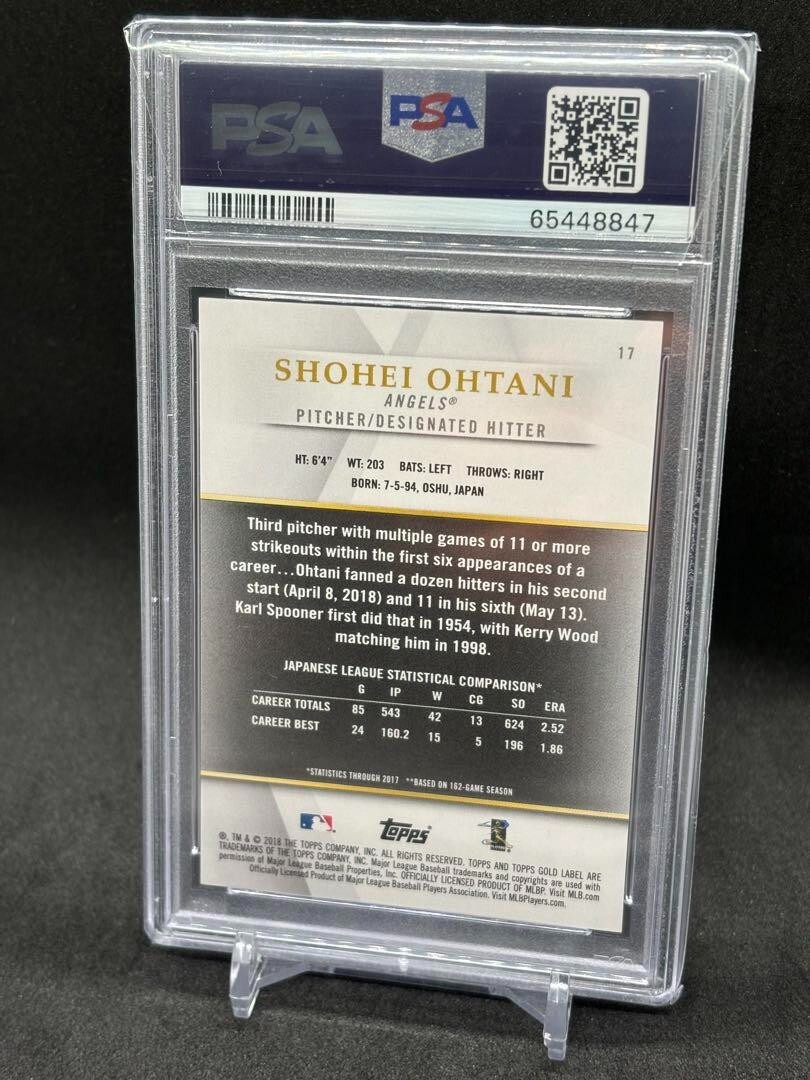 PSA PSA
65448847
17
SHOHEI OHTANI
ANGELS®
PITCHER/DESIGNATED HITTER
HT: 6'4" WT: 203 BATS: LEFT THROWS: RIGHT
BORN: 7-5-94, OSHU, JAPAN
Third pitcher with multiple games of 11 or more
strikeouts within the first six appearances of a
career...Ohtani fanned a dozen hitters in his second
start (April 8, 2018) and 11 in his sixth (May 13).
Karl Spooner first did that in 1954, with Kerry Wood
matching him in 1998.
JAPANESE LEAGUE STATISTICAL COMPARISON*
G IP W CG SO ERA
CAREER TOTALS 85 543 42 13 624 2.52
CAREER BEST 24 160.2 15 5 196 1.86
*STATISTICS THROUGH 2017 **BASED ON 162-GAME SEASON
Topps®
®, TM & © 2018 THE TOPPS COMPANY, INC. ALL RIGHTS RESERVED. TOPPS AND TOPPS GOLD LABEL ARE
TRADEMARKS OF THE TOPPS COMPANY, INC. Major League Baseball trademarks and copyrights are used with
permission of Major League Baseball Properties, Inc. OFFICIALLY LICENSED PRODUCT OF MLBP. Visit MLB.com
Officially Licensed Product of Major League Baseball Players Association. Visit MLBPlayers.com.